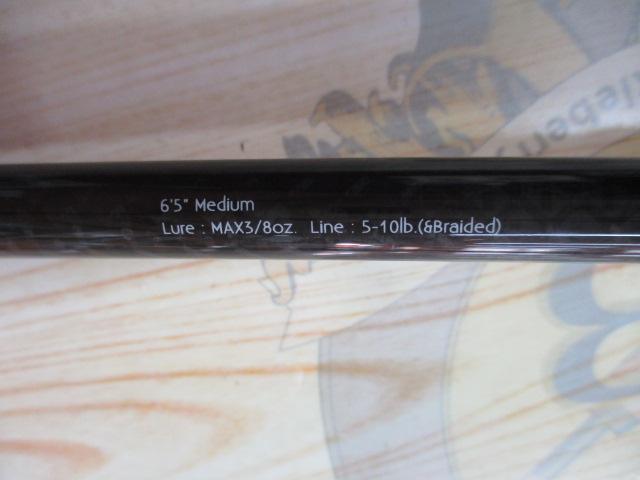 6'5" Medium
Lure : MAX3/8oz. Line : 5-10lb.(&Braided)